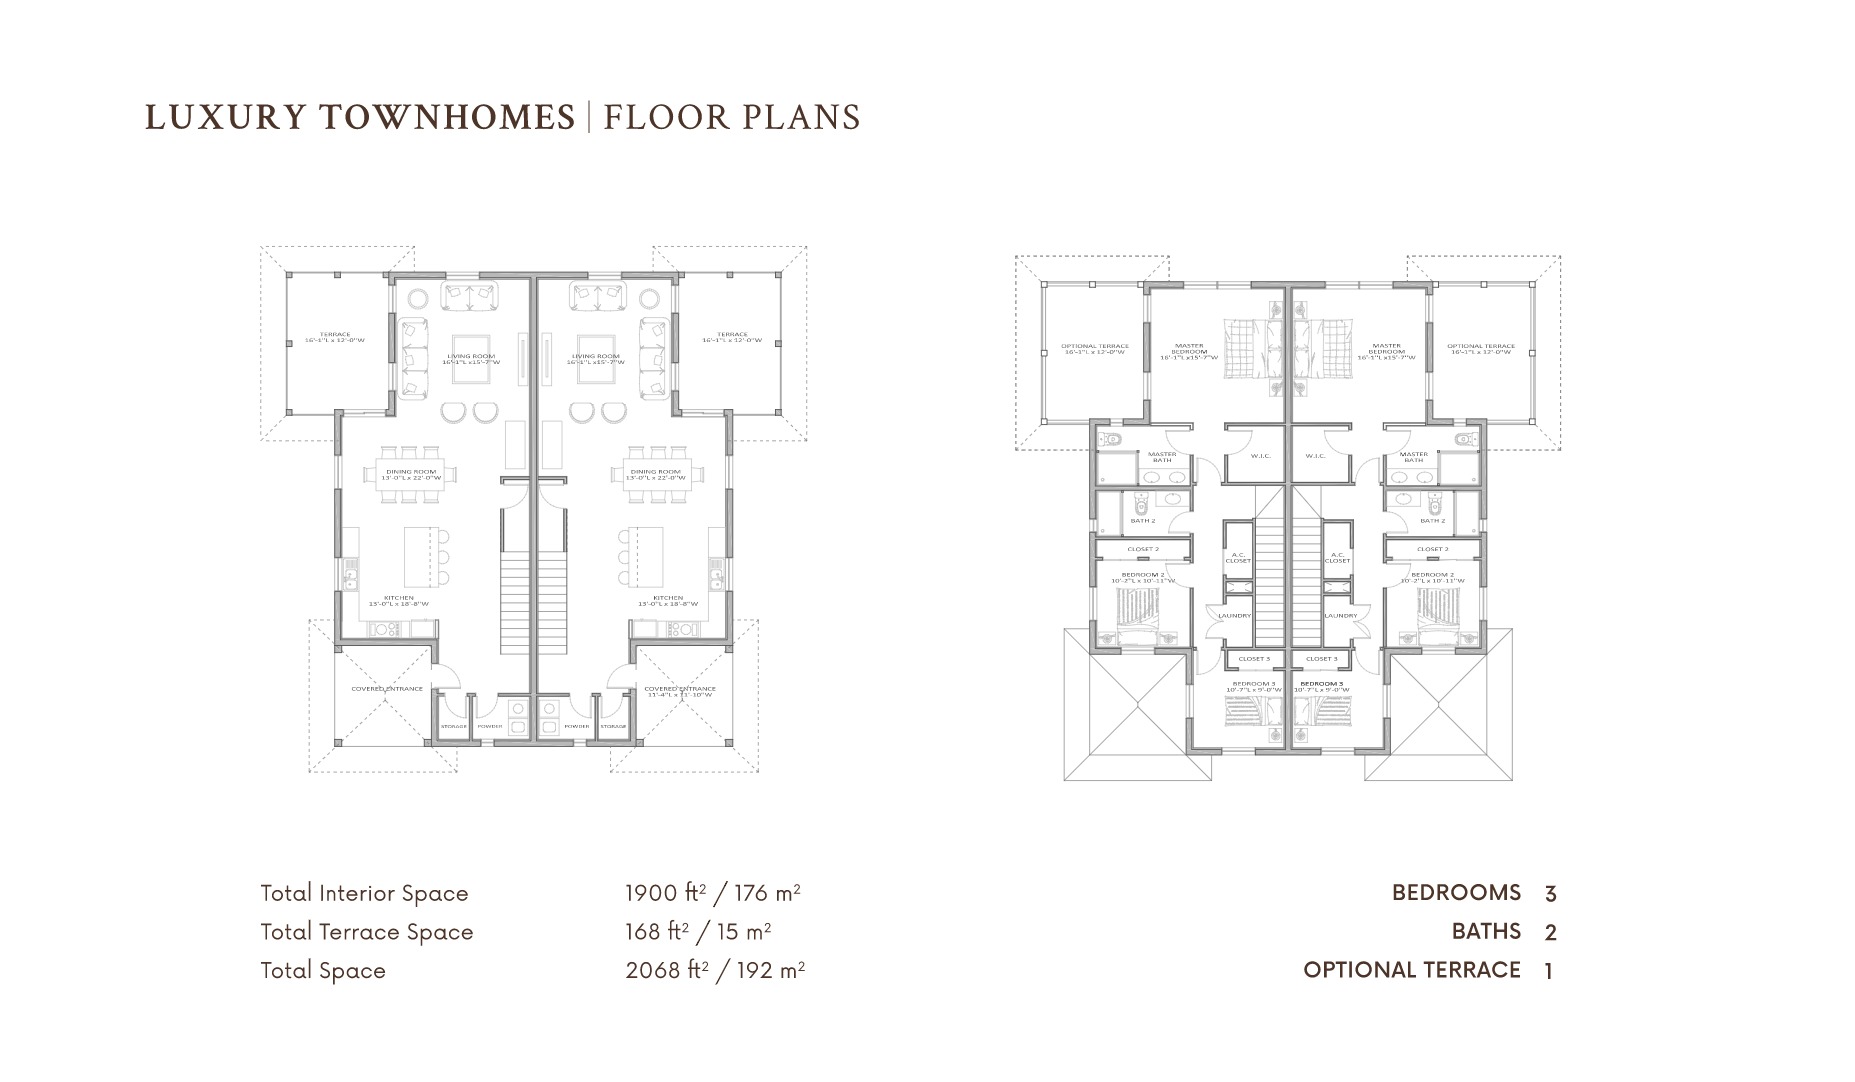 LUXURY TOWNHOMES | FLOOR PLANS
TERRACE
16'-1"L x 12'-0"W
LIVING ROOM
16'-1"L x15'-7"W
LIVING ROOM
16'-1"L x15'-7"W
TERRACE
16'-1"L x 12'-0"W
DINING ROOM
13'-0"L x 22'-0"W
DINING ROOM
13'-0"L x 22'-0"W
KITCHEN
13'-0"L x 18'-8"W
KITCHEN
13'-0"L x 18'-8"W
COVERED ENTRANCE
COVERED ENTRANCE
11'-4"L x 11'-10"W
STORAGE
POWDER
POWDER
STORAGE
OPTIONAL TERRACE
16'-1"L x 12'-0"W
MASTER
BEDROOM
16'-1"L x15'-7"W
MASTER
BEDROOM
16'-1"L x15'-7"W
OPTIONAL TERRACE
16'-1"L x 12'-0"W
MASTER
BATH
W.I.C.
W.I.C.
MASTER
BATH
BATH 2
BATH 2
CLOSET 2
A.C.
CLOSET
A.C.
CLOSET
CLOSET 2
BEDROOM 2
10'-2"L x 10'-11"W
BEDROOM 2
10'-2"L x 10'-11"W
LAUNDRY
LAUNDRY
CLOSET 3
CLOSET 3
BEDROOM 3
10'-7"L x 9'-0"W
BEDROOM 3
10'-7"L x 9'-0"W
Total Interior Space 1900 ft² / 176 m²
Total Terrace Space 168 ft² / 15 m²
Total Space 2068 ft² / 192 m²
BEDROOMS 3
BATHS 2
OPTIONAL TERRACE 1